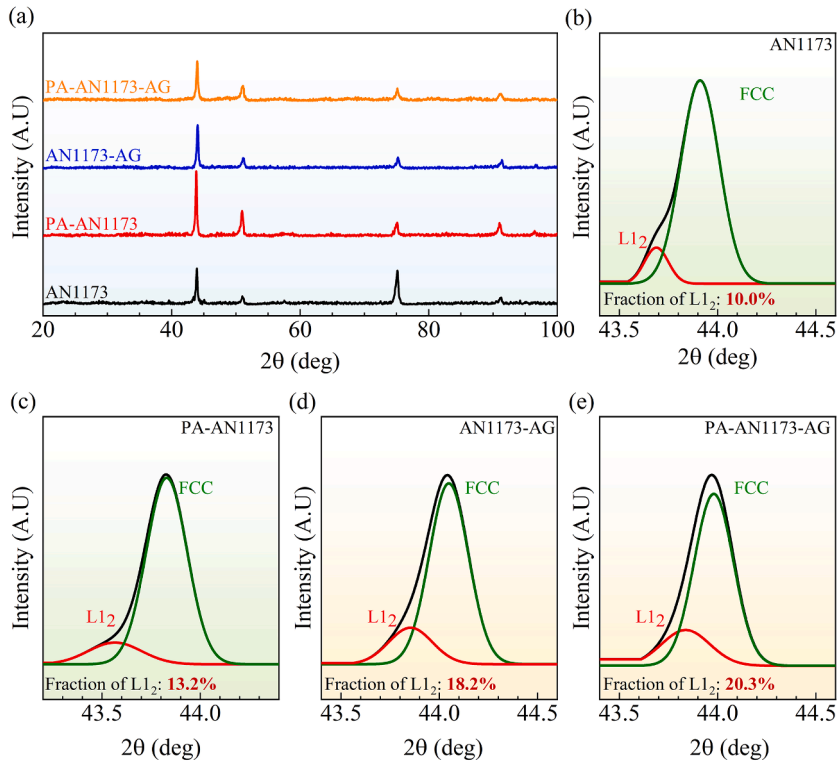 (a)
PA-AN1173-AG
AN1173-AG
PA-AN1173
AN1173
Intensity (A.U)
20 40 60 80 100
2θ (deg)
(b)
AN1173
FCC
L1₂
Fraction of L1₂: 10.0%
Intensity (A.U)
43.5 44.0 44.5
2θ (deg)
(c)
PA-AN1173
FCC
L1₂
Fraction of L1₂: 13.2%
Intensity (A.U)
43.5 44.0
2θ (deg)
(d)
AN1173-AG
FCC
L1₂
Fraction of L1₂: 18.2%
Intensity (A.U)
43.5 44.0 44.5
2θ (deg)
(e)
PA-AN1173-AG
FCC
L1₂
Fraction of L1₂: 20.3%
Intensity (A.U)
43.5 44.0 44.5
2θ (deg)